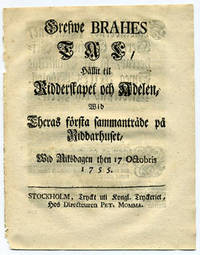 Grefwe BRAHES
TAL,
Hållit til
Ridderskapet och Adelen,
Wid
Theras första sammanträde på
Riddarhuset,
Wid Riksdagen then 17 Octobris
1755.
STOCKHOLM, Tryckt uti Kongl. Tryckeriet,
Hos Directeuren PET. MOMMA.